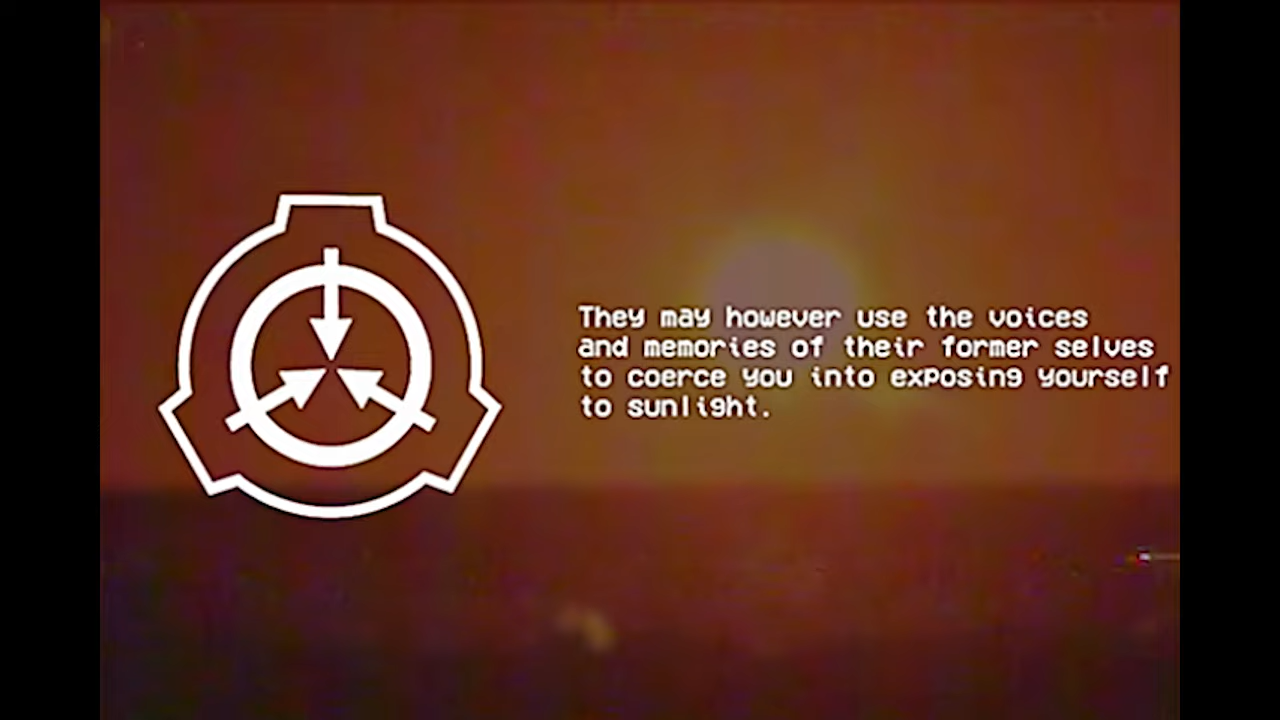 They may however use the voices
and memories of their former selves
to coerce you into exposing yourself
to sunlight.